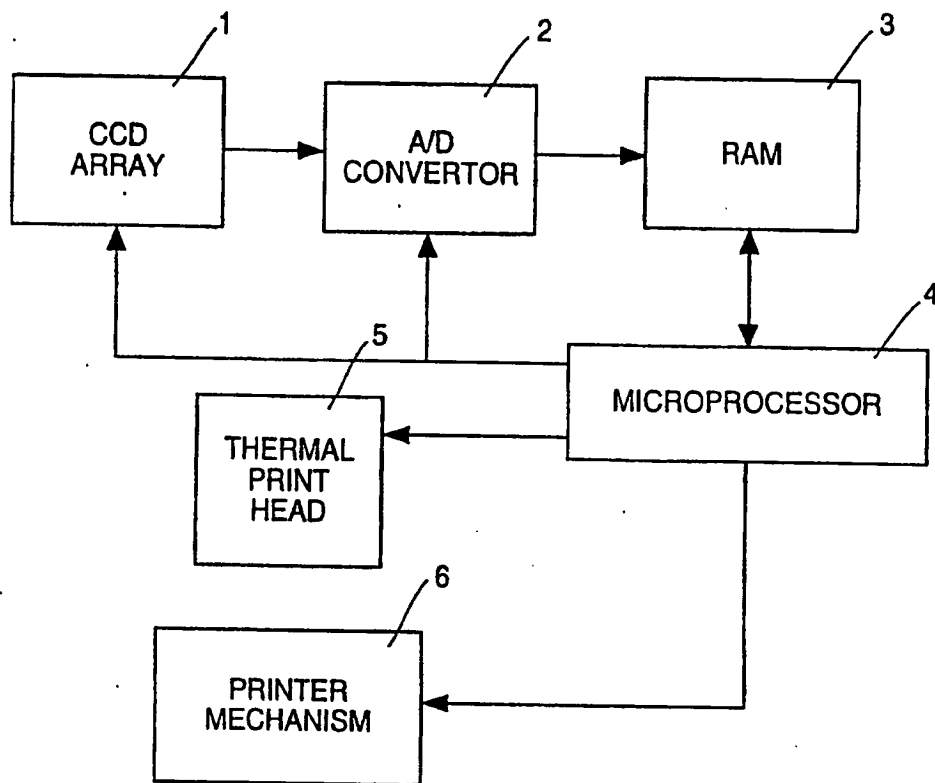 1
2
3
CCD
ARRAY
A/D
CONVERTOR
RAM
4
5
MICROPROCESSOR
THERMAL
PRINT
HEAD
6
PRINTER
MECHANISM